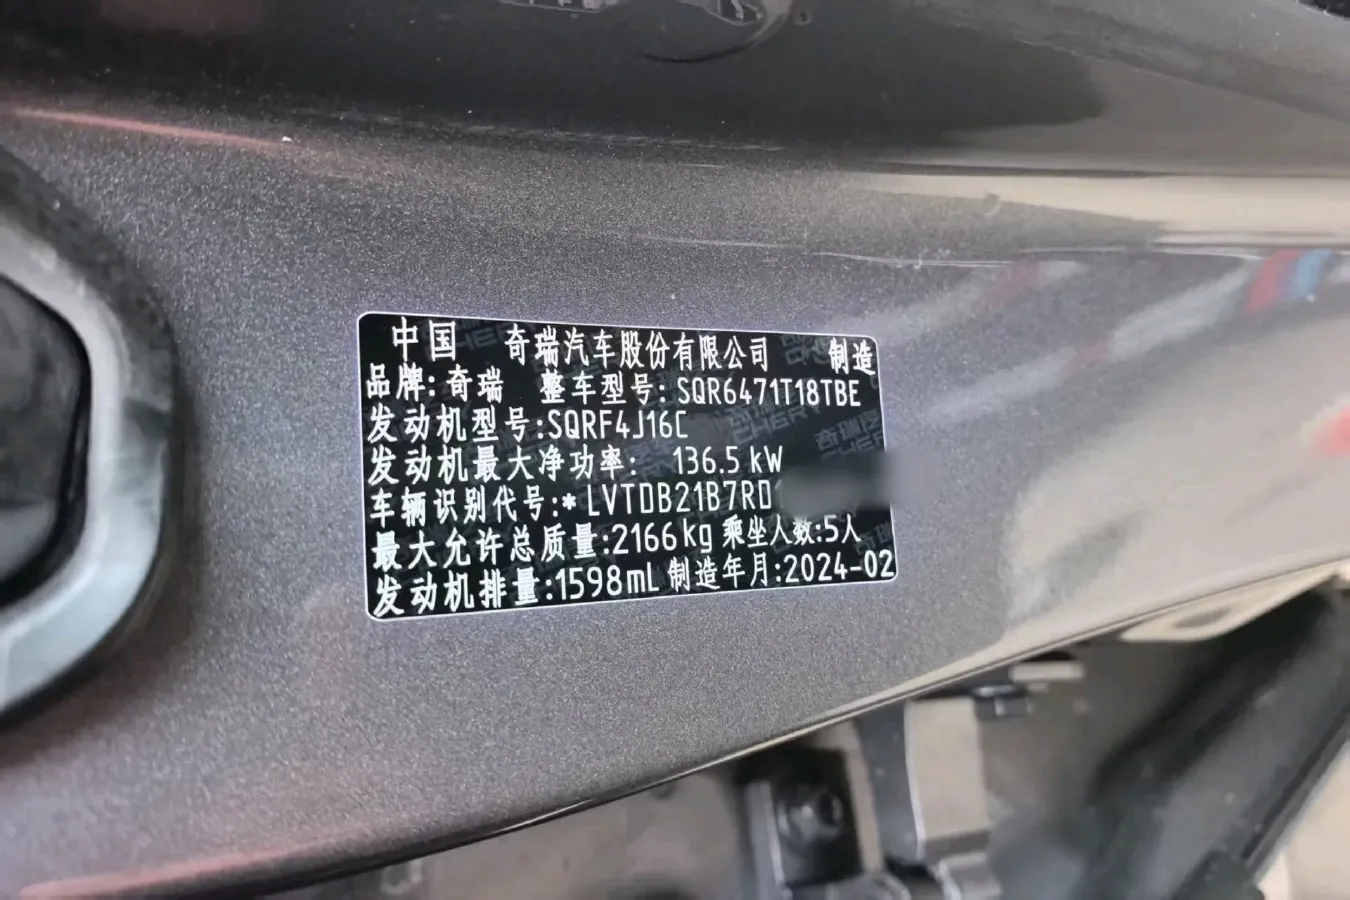 中国 奇瑞汽车股份有限公司 制造
品牌:奇瑞 整车型号:SQR6471T18TBE
发动机型号:SQRF4J16C
发动机最大净功率: 136.5kW
车辆识别代号:*LVTDB21B7RD
最大允许总质量:2166kg 乘坐人数:5人
发动机排量:1598mL 制造年月:2024-02